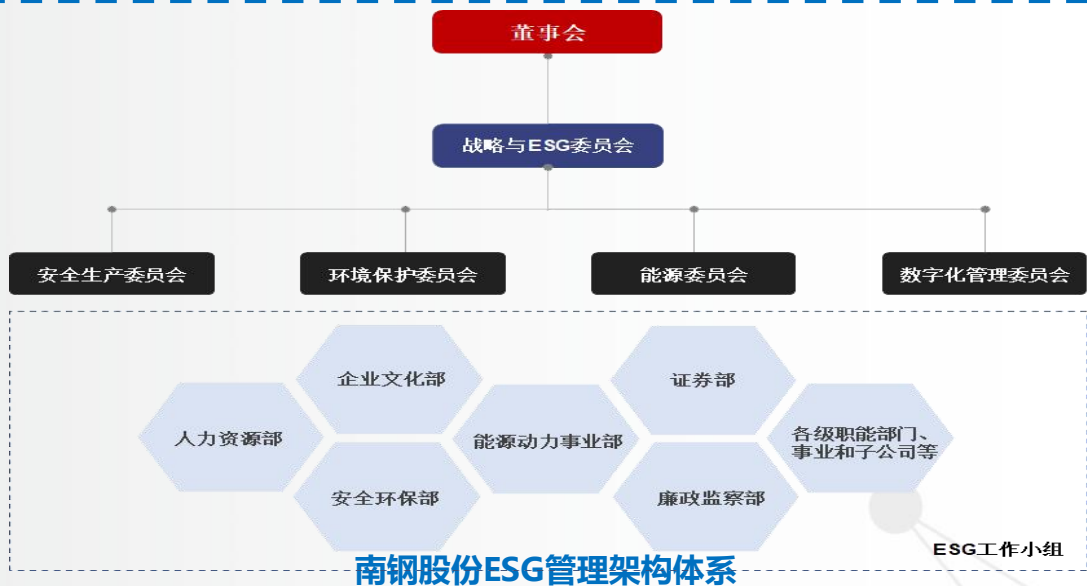 董事会
战略与ESG委员会
安全生产委员会
环境保护委员会
能源委员会
数字化管理委员会
企业文化部
证券部
人力资源部
能源动力事业部
各级职能部门、
事业和子公司等
安全环保部
廉政监察部
ESG工作小组
南钢股份ESG管理架构体系